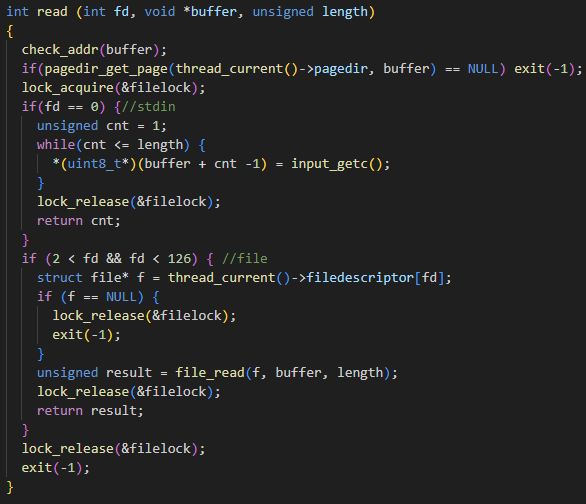 int read (int fd, void *buffer, unsigned length)
{
  check_addr(buffer);
  if(pagedir_get_page(thread_current()->pagedir, buffer) == NULL) exit(-1);
  lock_acquire(&filelock);
  if(fd == 0) {//stdin
    unsigned cnt = 1;
    while(cnt <= length) {
      *(uint8_t*)(buffer + cnt -1) = input_getc();
    }
    lock_release(&filelock);
    return cnt;
  }
  if (2 < fd && fd < 126) { //file
    struct file* f = thread_current()->filedescriptor[fd];
    if (f == NULL) {
      lock_release(&filelock);
      exit(-1);
    }
    unsigned result = file_read(f, buffer, length);
    lock_release(&filelock);
    return result;
  }
  lock_release(&filelock);
  exit(-1);
}